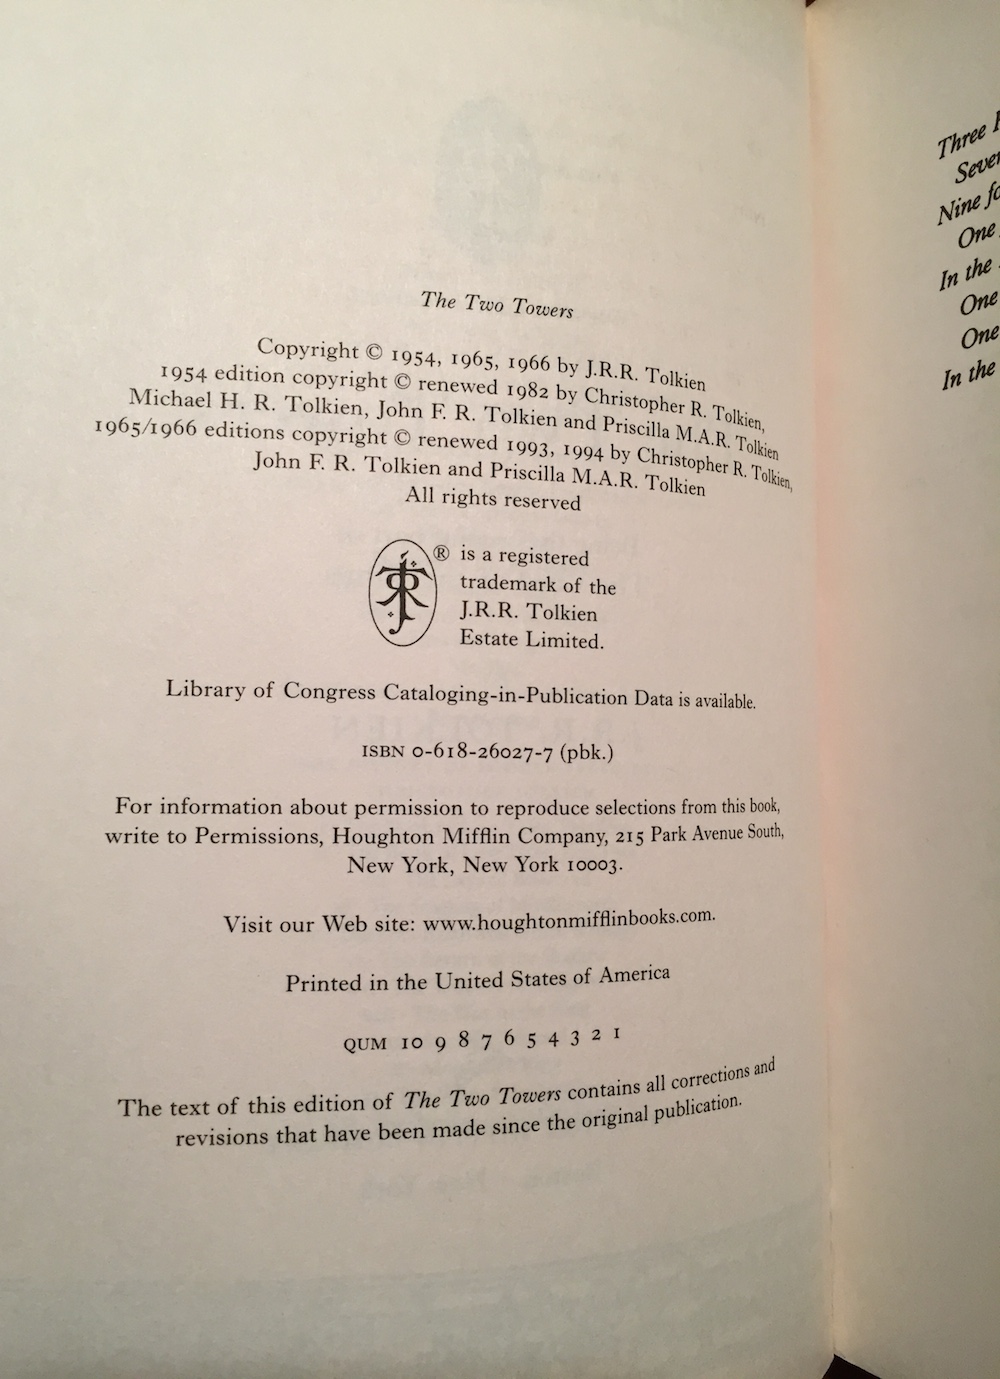 The Two Towers
Copyright © 1954, 1965, 1966 by J.R.R. Tolkien
1954 edition copyright © renewed 1982 by Christopher R. Tolkien,
Michael H. R. Tolkien, John F. R. Tolkien and Priscilla M.A.R. Tolkien
1965/1966 editions copyright © renewed 1993, 1994 by Christopher R. Tolkien,
John F. R. Tolkien and Priscilla M.A.R. Tolkien
All rights reserved
® is a registered
trademark of the
J.R.R. Tolkien
Estate Limited.
Library of Congress Cataloging-in-Publication Data is available.
ISBN 0-618-26027-7 (pbk.)
For information about permission to reproduce selections from this book,
write to Permissions, Houghton Mifflin Company, 215 Park Avenue South,
New York, New York 10003.
Visit our Web site: www.houghtonmifflinbooks.com.
Printed in the United States of America
QUM 10 9 8 7 6 5 4 3 2 1
The text of this edition of The Two Towers contains all corrections and
revisions that have been made since the original publication.
Three
Seven
Nine
One
In the
One
One
In the